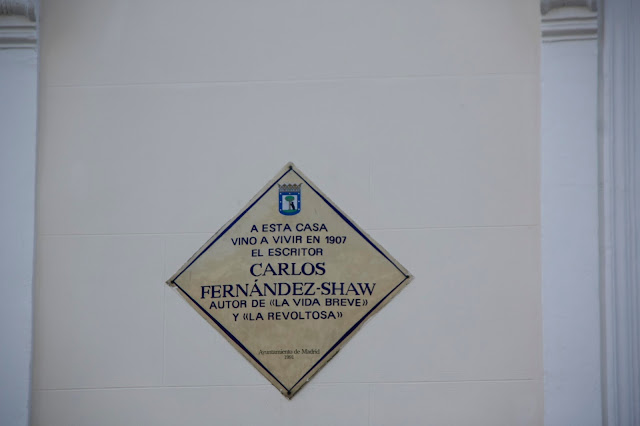 A ESTA CASA
VINO A VIVIR EN 1907
EL ESCRITOR
CARLOS
FERNÁNDEZ-SHAW
AUTOR DE «LA VIDA BREVE»
Y «LA REVOLTOSA»
Ayuntamiento de Madrid